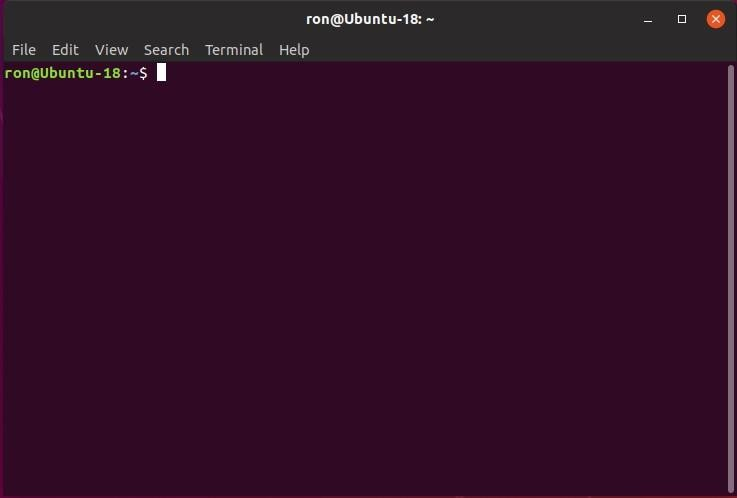 ron@Ubuntu-18: ~
File Edit View Search Terminal Help
ron@Ubuntu-18:~$